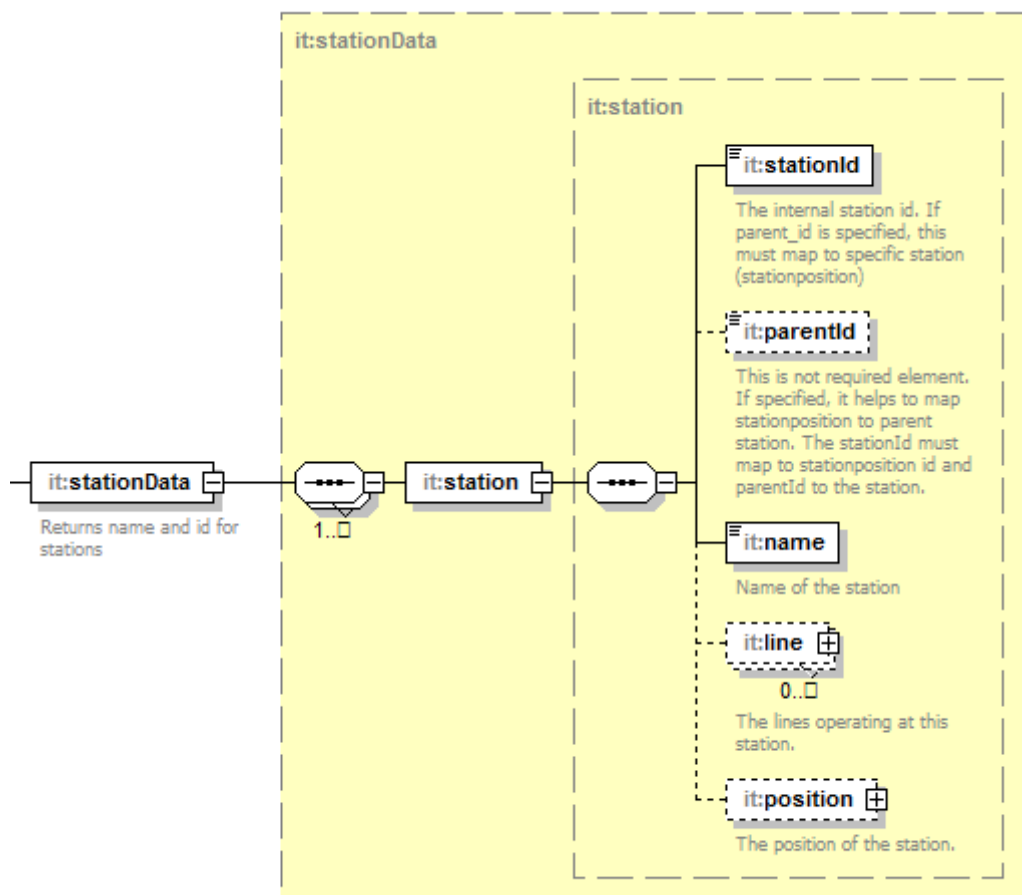 it:stationData
it:station
it:stationId
The internal station id. If
parent_id is specified, this
must map to specific station
(stationposition)
it:parentId
This is not required element.
If specified, it helps to map
stationposition to parent
station. The stationId must
map to stationposition id and
parentId to the station.
it:stationData
Returns name and id for
stations
1..□
it:station
it:name
Name of the station
it:line
0..□
The lines operating at this
station.
it:position
The position of the station.